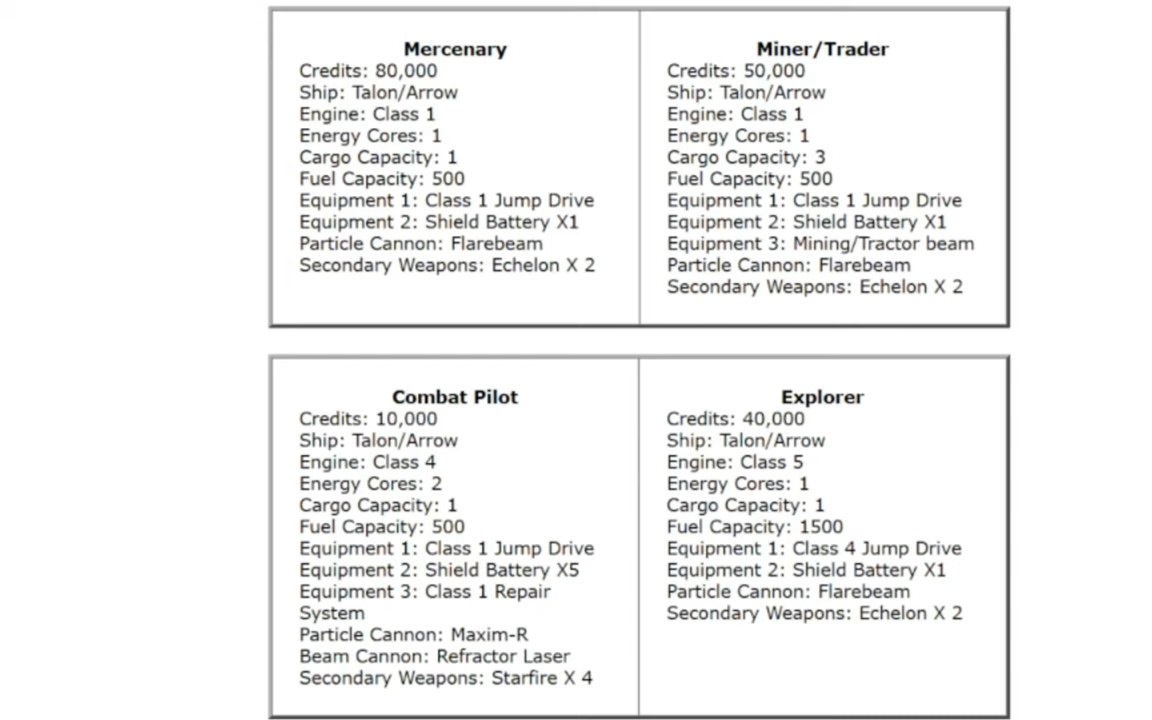 Mercenary
Credits: 80,000
Ship: Talon/Arrow
Engine: Class 1
Energy Cores: 1
Cargo Capacity: 1
Fuel Capacity: 500
Equipment 1: Class 1 Jump Drive
Equipment 2: Shield Battery X1
Particle Cannon: Flarebeam
Secondary Weapons: Echelon X 2
Miner/Trader
Credits: 50,000
Ship: Talon/Arrow
Engine: Class 1
Energy Cores: 1
Cargo Capacity: 3
Fuel Capacity: 500
Equipment 1: Class 1 Jump Drive
Equipment 2: Shield Battery X1
Equipment 3: Mining/Tractor beam
Particle Cannon: Flarebeam
Secondary Weapons: Echelon X 2
Combat Pilot
Credits: 10,000
Ship: Talon/Arrow
Engine: Class 4
Energy Cores: 2
Cargo Capacity: 1
Fuel Capacity: 500
Equipment 1: Class 1 Jump Drive
Equipment 2: Shield Battery X5
Equipment 3: Class 1 Repair
System
Particle Cannon: Maxim-R
Beam Cannon: Refractor Laser
Secondary Weapons: Starfire X 4
Explorer
Credits: 40,000
Ship: Talon/Arrow
Engine: Class 5
Energy Cores: 1
Cargo Capacity: 1
Fuel Capacity: 1500
Equipment 1: Class 4 Jump Drive
Equipment 2: Shield Battery X1
Particle Cannon: Flarebeam
Secondary Weapons: Echelon X 2